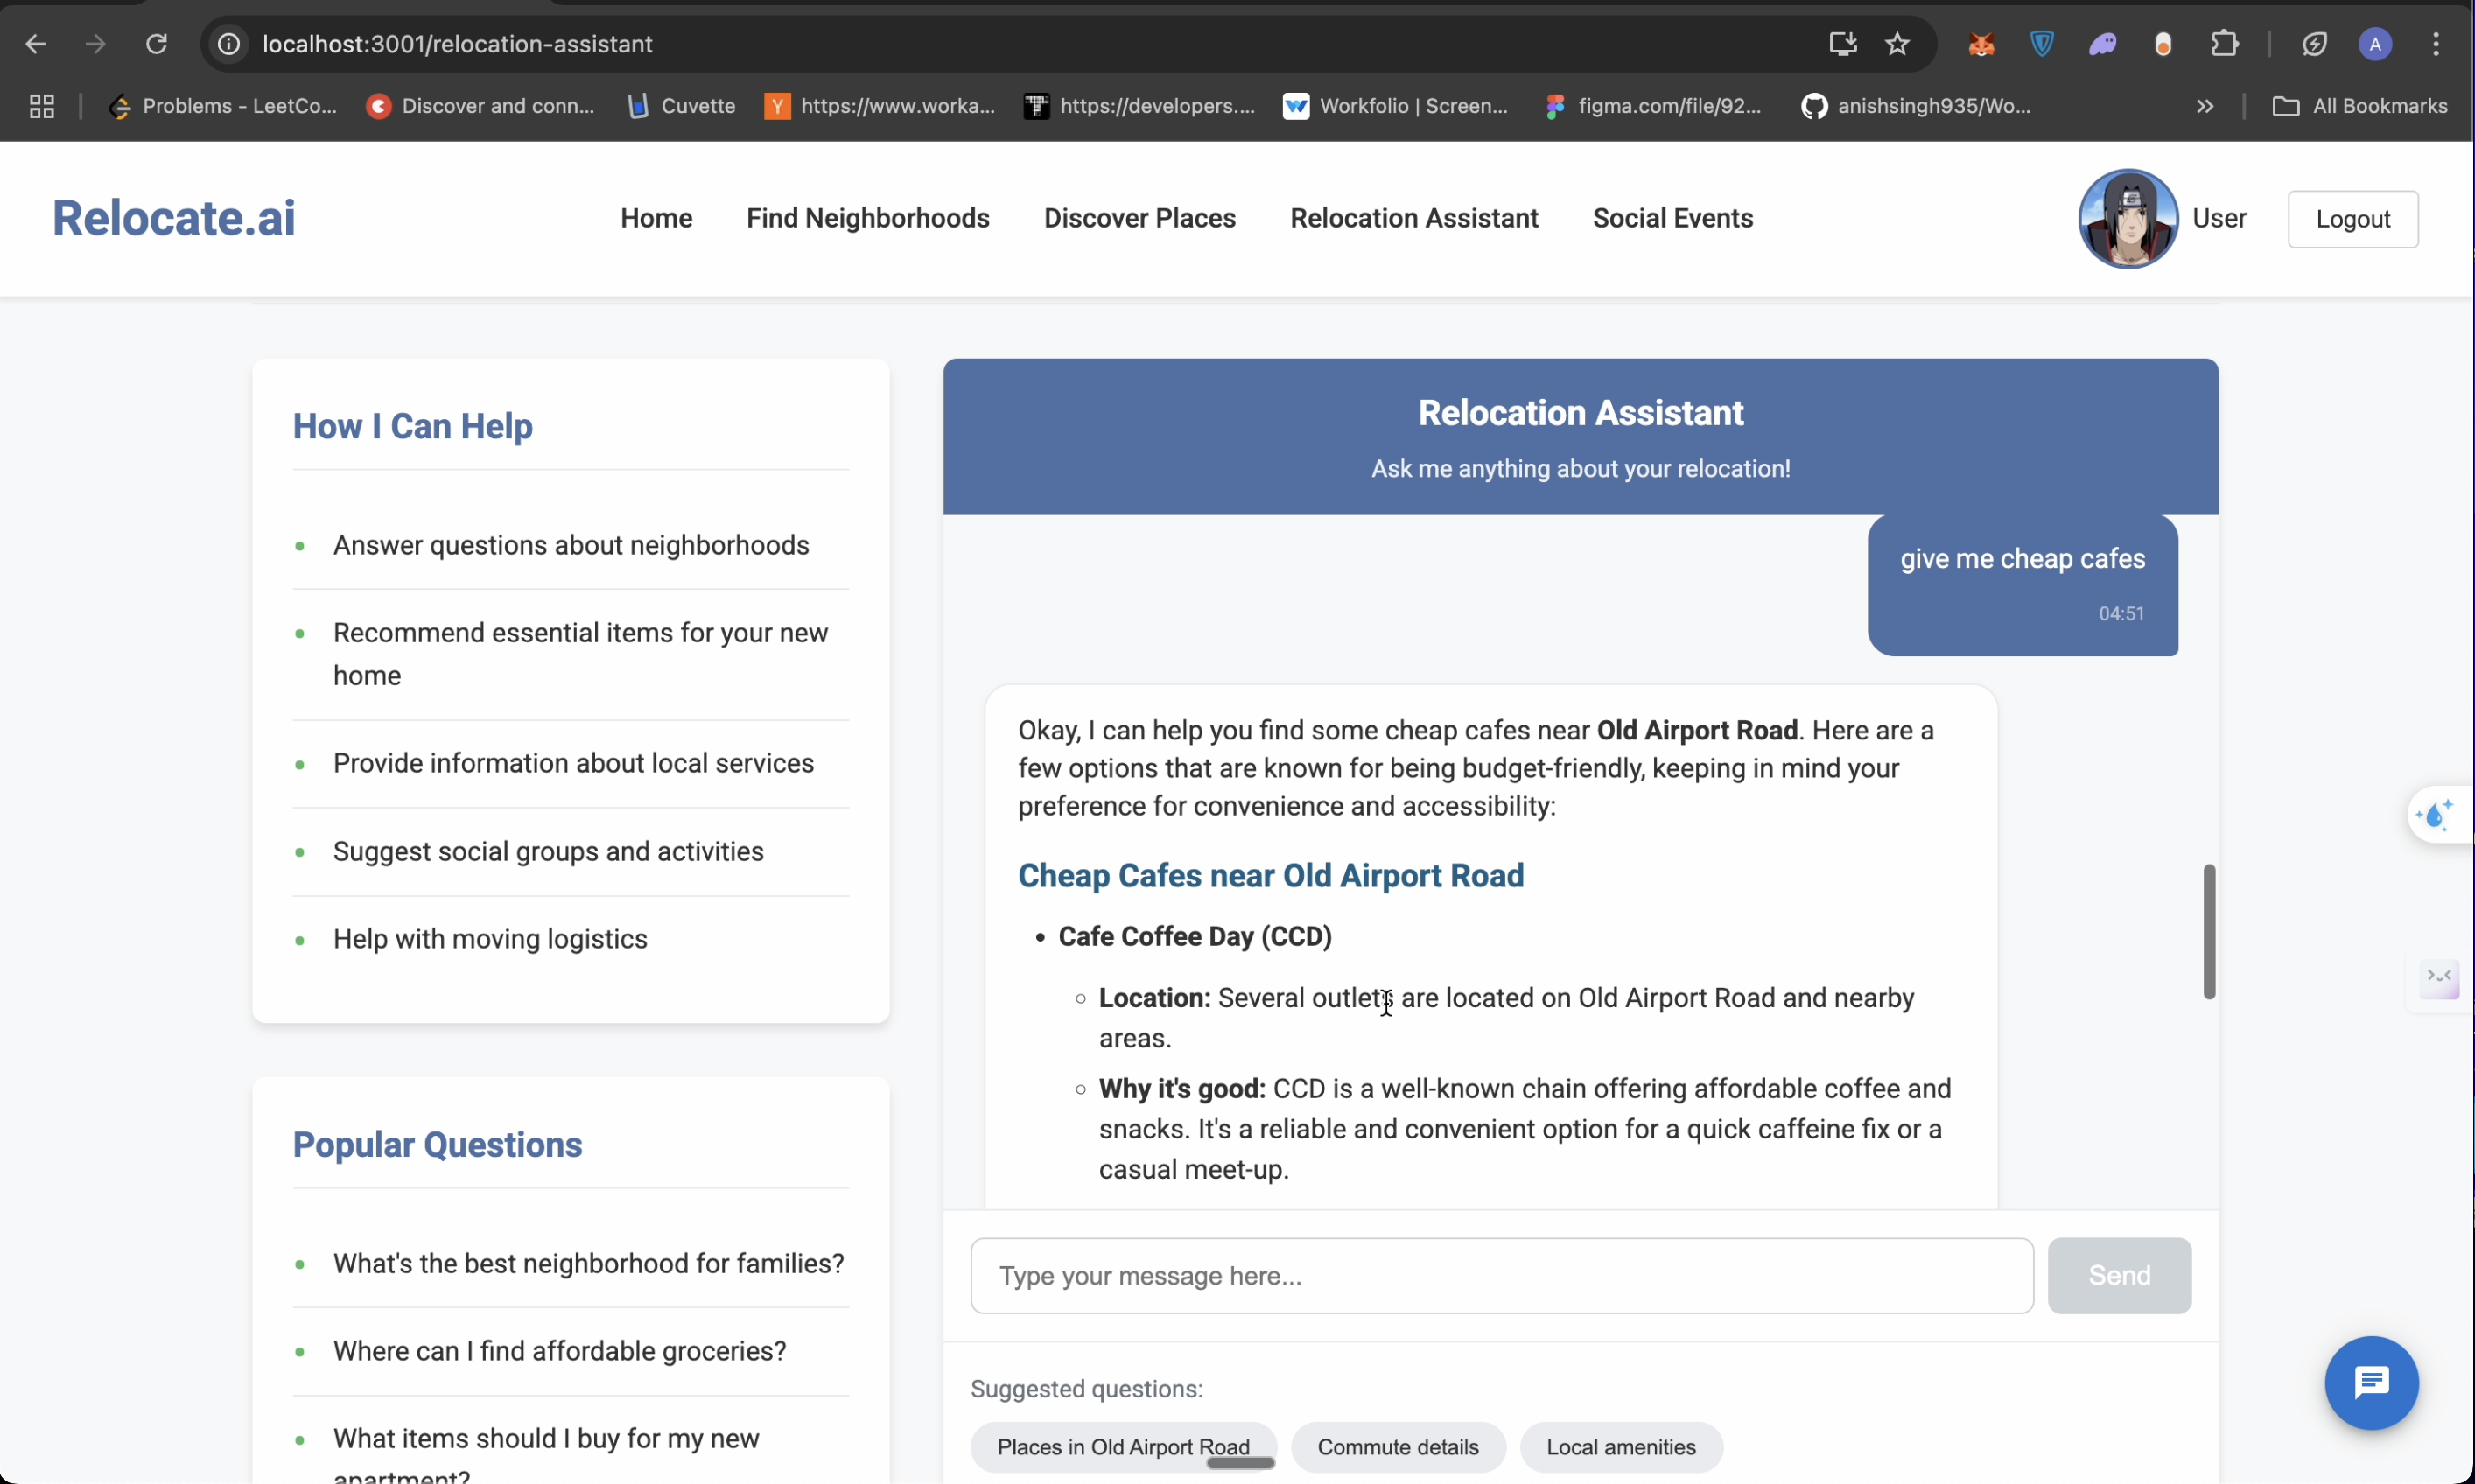 localhost:3001/relocation-assistant
Problems - LeetCo...
Discover and conn...
Cuvette
https://www.worka...
https://developers....
Workfolio | Screen...
figma.com/file/92...
anishsingh935/Wo...
All Bookmarks
Relocate.ai
Home
Find Neighborhoods
Discover Places
Relocation Assistant
Social Events
User
Logout
How I Can Help
Answer questions about neighborhoods
Recommend essential items for your new
home
Provide information about local services
Suggest social groups and activities
Help with moving logistics
Popular Questions
What's the best neighborhood for families?
Where can I find affordable groceries?
What items should I buy for my new
apartment?
Relocation Assistant
Ask me anything about your relocation!
give me cheap cafes
04:51
Okay, I can help you find some cheap cafes near Old Airport Road. Here are a
few options that are known for being budget-friendly, keeping in mind your
preference for convenience and accessibility:
Cheap Cafes near Old Airport Road
Cafe Coffee Day (CCD)
Location: Several outlets are located on Old Airport Road and nearby
areas.
Why it's good: CCD is a well-known chain offering affordable coffee and
snacks. It's a reliable and convenient option for a quick caffeine fix or a
casual meet-up.
Type your message here...
Send
Suggested questions:
Places in Old Airport Road
Commute details
Local amenities